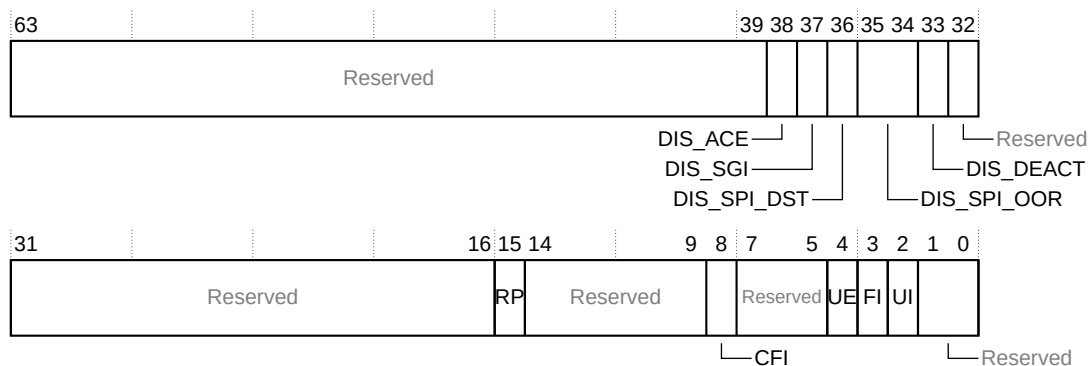 63 39 38 37 36 35 34 33 32
Reserved
DIS_ACE Reserved
DIS_SGI DIS_DEACT
DIS_SPI_DST DIS_SPI_OOR
31 16 15 14 9 8 7 5 4 3 2 1 0
Reserved RP Reserved Reserved UE FI UI
CFI Reserved